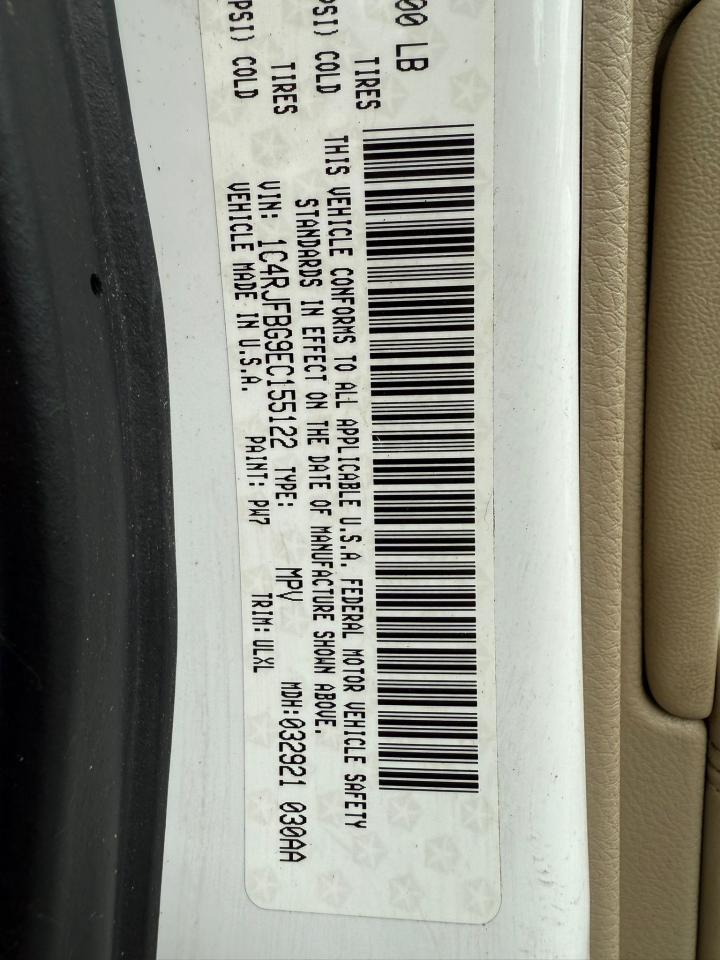 00 LB
TIRES
PSI) COLD
TIRES
PSI) COLD
THIS VEHICLE CONFORMS TO ALL APPLICABLE U.S.A. FEDERAL MOTOR VEHICLE SAFETY
STANDARDS IN EFFECT ON THE DATE OF MANUFACTURE SHOWN ABOVE.
VIN: 1C4RJFBG9EC155122 TYPE: MPV MDH:032921 030AA
VEHICLE MADE IN U.S.A. PAINT: PW7 TRIM: ULXL